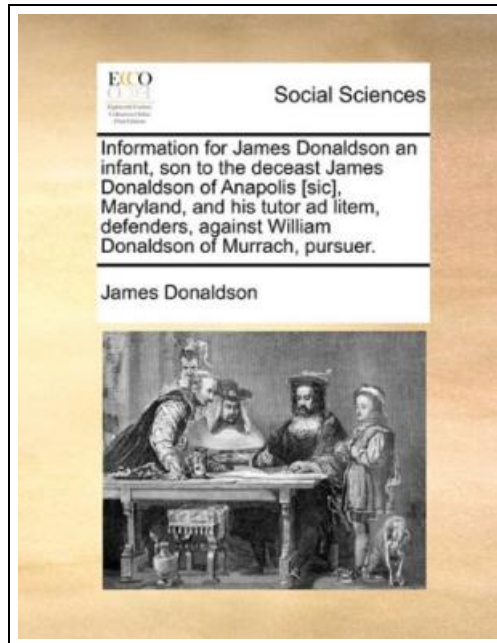 ECCO
Social Sciences
Information for James Donaldson an
infant, son to the deceast James
Donaldson of Anapolis [sic],
Maryland, and his tutor ad litem,
defenders, against William
Donaldson of Murrach, pursuer.
James Donaldson